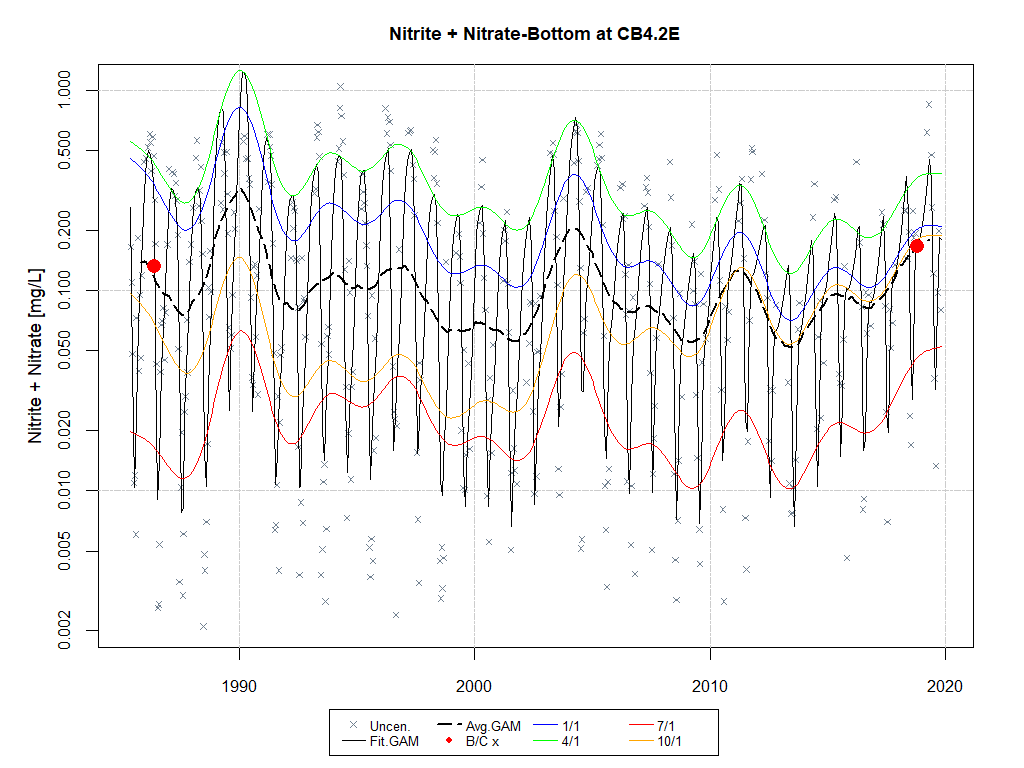 Nitrite + Nitrate-Bottom at CB4.2E
Nitrite + Nitrate [mg/L]
1.000
0.500
0.200
0.100
0.050
0.020
0.010
0.005
0.002
1990 2000 2010 2020
Uncen. Avg.GAM 1/1 7/1
Fit.GAM B/C x 4/1 10/1